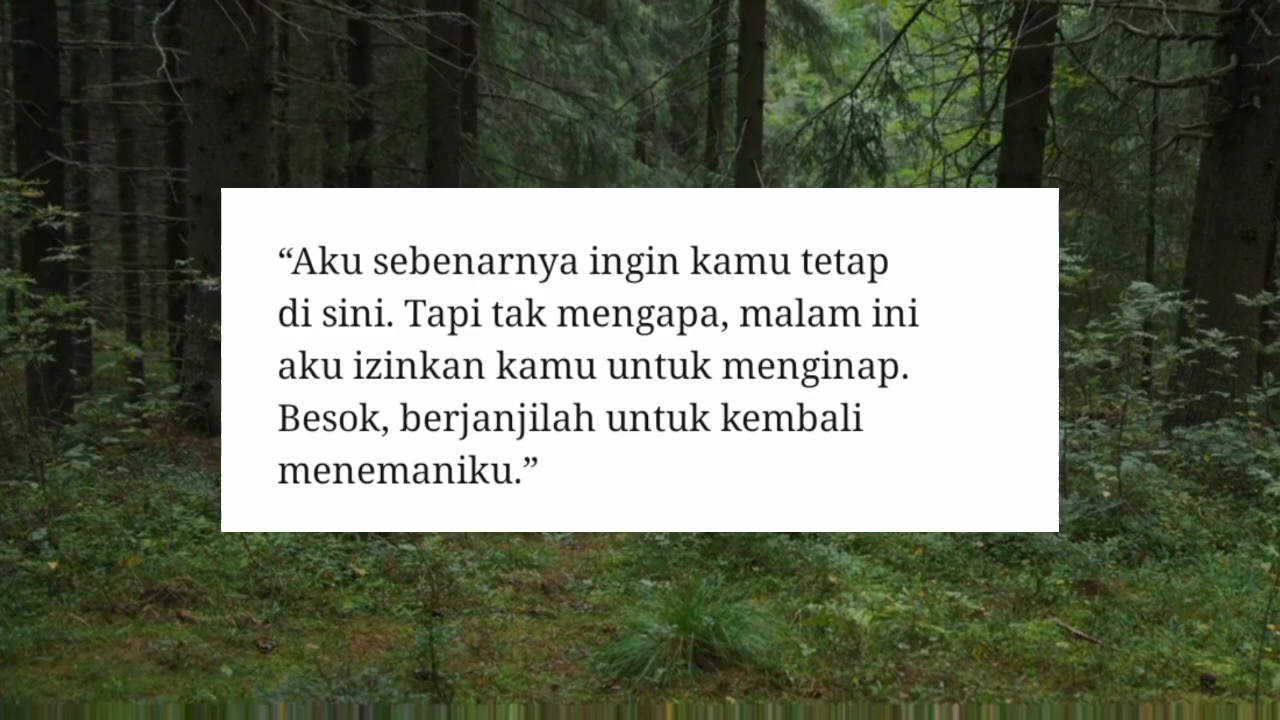 “Aku sebenarnya ingin kamu tetap
di sini. Tapi tak mengapa, malam ini
aku izinkan kamu untuk menginap.
Besok, berjanjilah untuk kembali
menemaniku.”